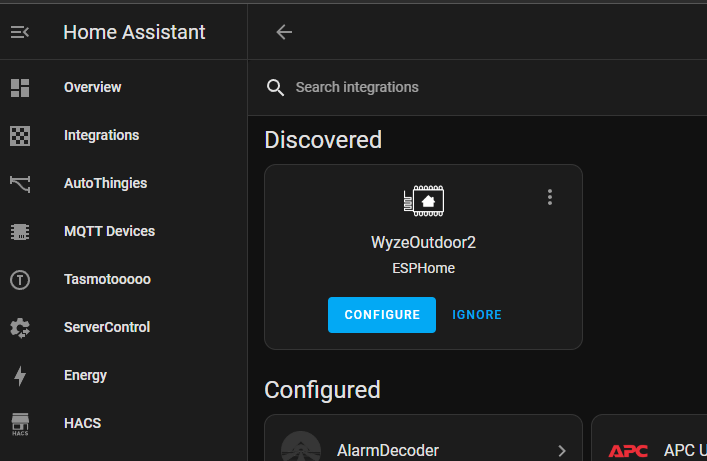 Home Assistant
Overview
Integrations
AutoThingies
MQTT Devices
Tasmotooooo
ServerControl
Energy
HACS
HACS
Search integrations
Discovered
WyzeOutdoor2
ESPHome
CONFIGURE IGNORE
Configured
AlarmDecoder
APC APC U